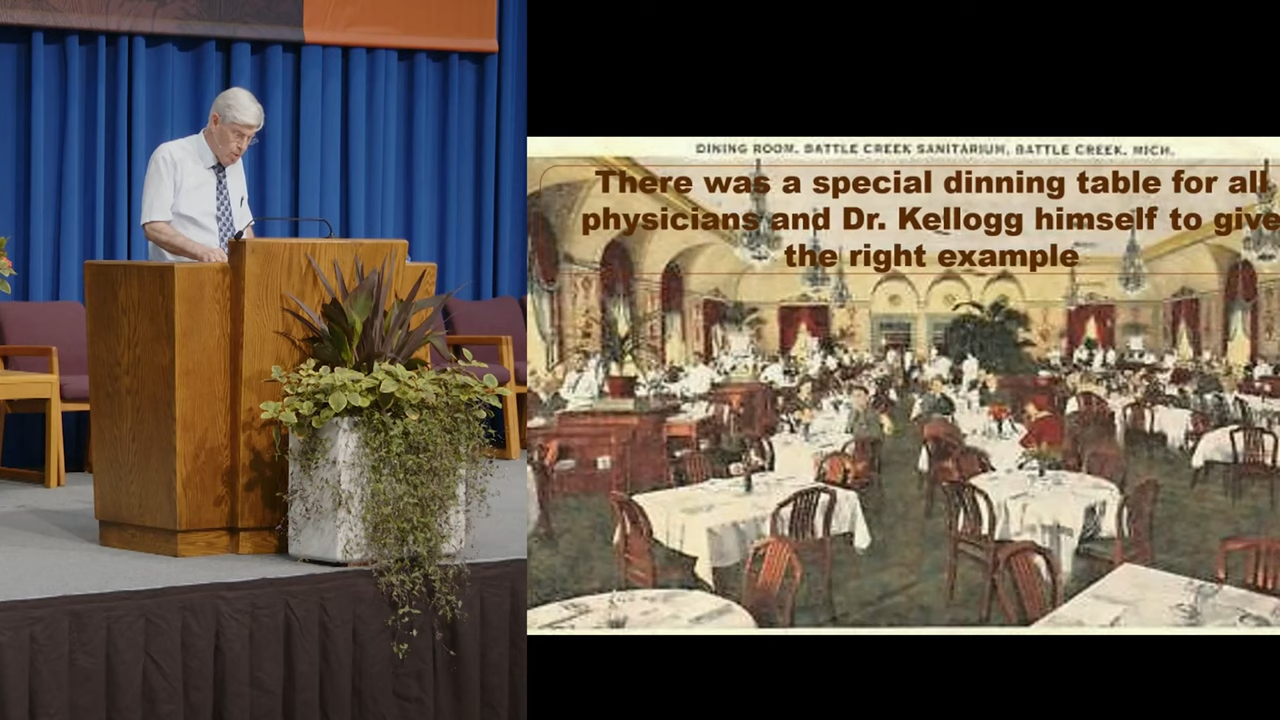 DINING ROOM, BATTLE CREEK SANITARIUM, BATTLE CREEK, MICH.
There was a special dinning table for all
physicians and Dr. Kellogg himself to give
the right example